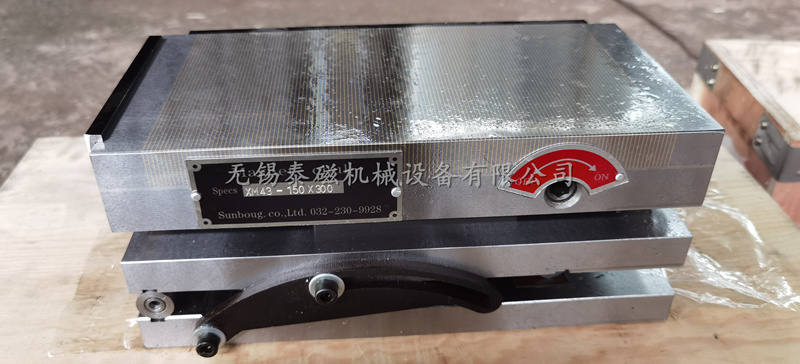 无锡泰磁机械设备有限公司
Specs XM43-150X300
Sunboug. co,Ltd. 032-230-9928
ON